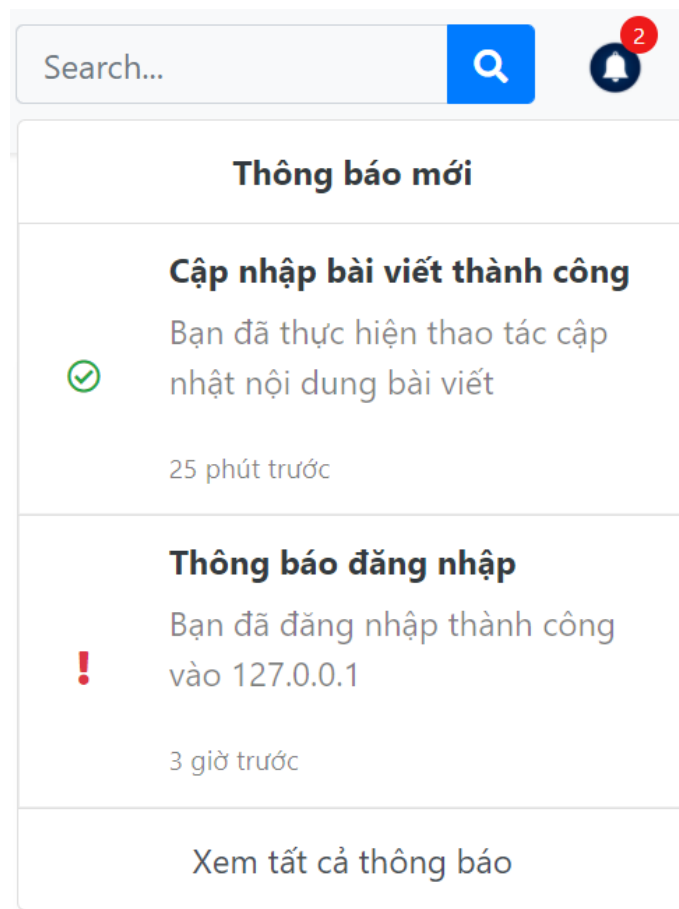 Search...
2
Thông báo mới
Cập nhập bài viết thành công
Bạn đã thực hiện thao tác cập
nhật nội dung bài viết
25 phút trước
Thông báo đăng nhập
Bạn đã đăng nhập thành công
vào 127.0.0.1
3 giờ trước
Xem tất cả thông báo